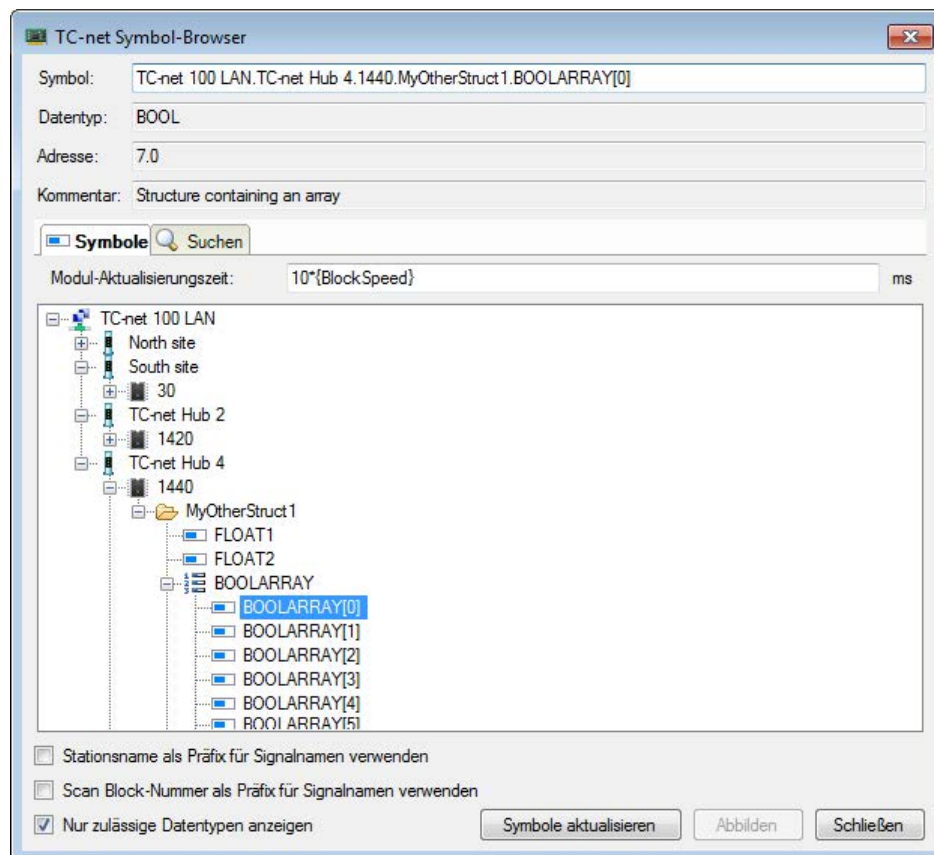 TC-net Symbol-Browser
Symbol: TC-net 100 LAN.TC-net Hub 4.1440.MyOtherStruct1.BOOLARRAY[0]
Datentyp: BOOL
Adresse: 7.0
Kommentar: Structure containing an array
Symbole Suchen
Modul-Aktualisierungszeit: 10*{BlockSpeed} ms
TC-net 100 LAN
North site
South site
30
TC-net Hub 2
1420
TC-net Hub 4
1440
MyOtherStruct1
FLOAT1
FLOAT2
BOOLARRAY
BOOLARRAY[0]
BOOLARRAY[1]
BOOLARRAY[2]
BOOLARRAY[3]
BOOLARRAY[4]
BOOLARRAY[5]
Stationsname als Präfix für Signalnamen verwenden
Scan Block-Nummer als Präfix für Signalnamen verwenden
Nur zulässige Datentypen anzeigen Symbole aktualisieren Abbilden Schließen